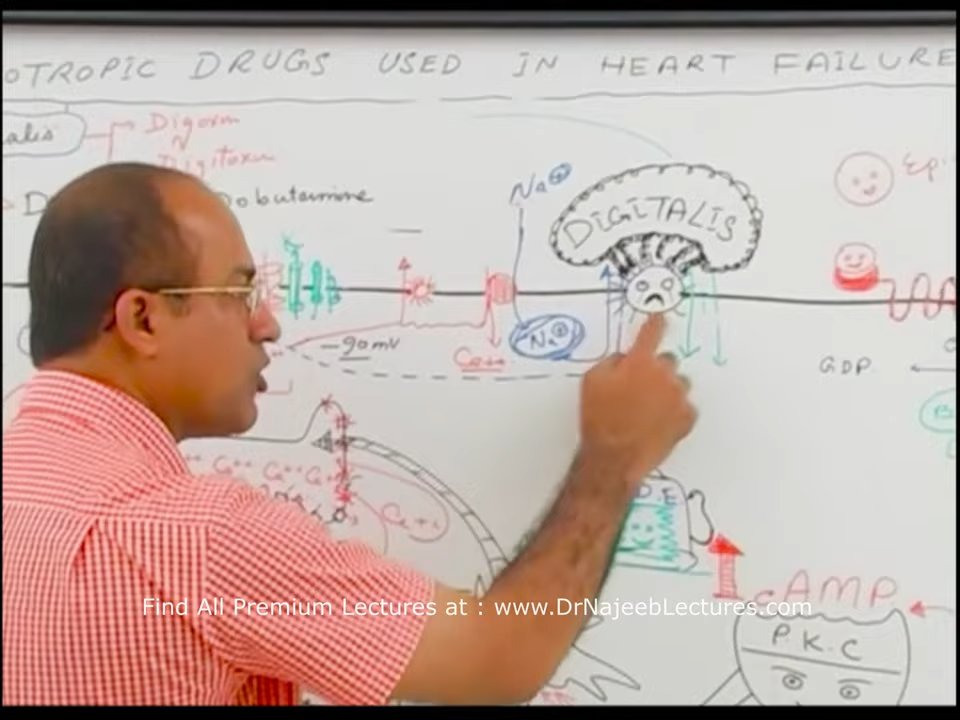 OTROPIC DRUGS USED IN HEART FAILURE
alis
Digoxin
Digitoxin
Dobutamine
Na⊕
DIGITALIS
Ep
-90mv
Ca++
Na⊕
GDP
Ca++ Ca++ Ca++
Ca++
D.E
cAMP
P.K.C
Find All Premium Lectures at : www.DrNajeebLectures.com